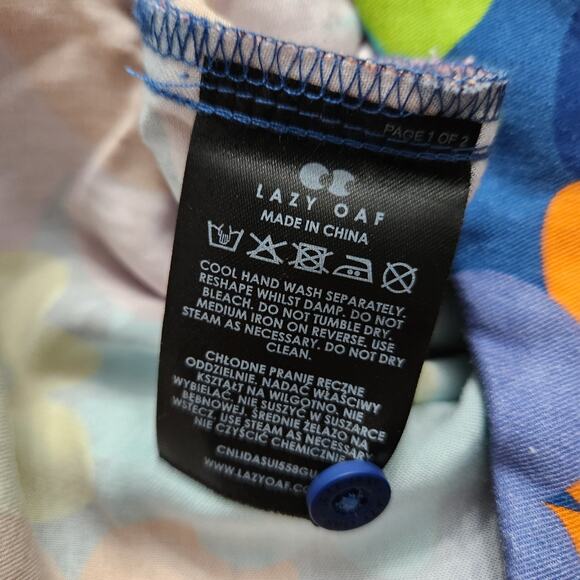 PAGE 1 OF 2
LAZY OAF
MADE IN CHINA
COOL HAND WASH SEPARATELY.
RESHAPE WHILST DAMP. DO NOT
BLEACH. DO NOT TUMBLE DRY.
MEDIUM IRON ON REVERSE. USE
STEAM AS NECESSARY. DO NOT DRY
CLEAN.
CHŁODNE PRANIE RĘCZNE
ODDZIELNIE, NADAĆ WŁAŚCIWY
KSZTAŁT NA WILGOTNO. NIE
WYBIELAĆ, NIE SUSZYĆ W SUSZARCE
BĘBNOWEJ, ŚREDNIE ŻELAZO NA
WSTECZ, USE STEAM AS NECESSARY
NIE CZYŚCIĆ CHEMICZNIE
CNLIDASUI558GU
WWW.LAZYOAF